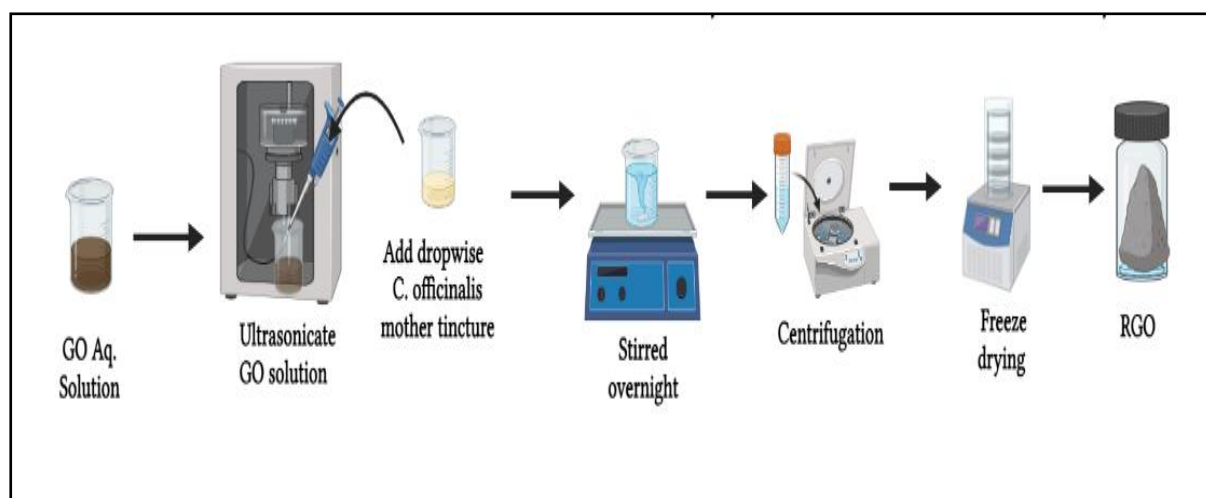 GO Aq.
Solution
Ultrasonicate
GO solution
Add dropwise
C. officinalis
mother tincture
Stirred
overnight
Centrifugation
Freeze
drying
RGO